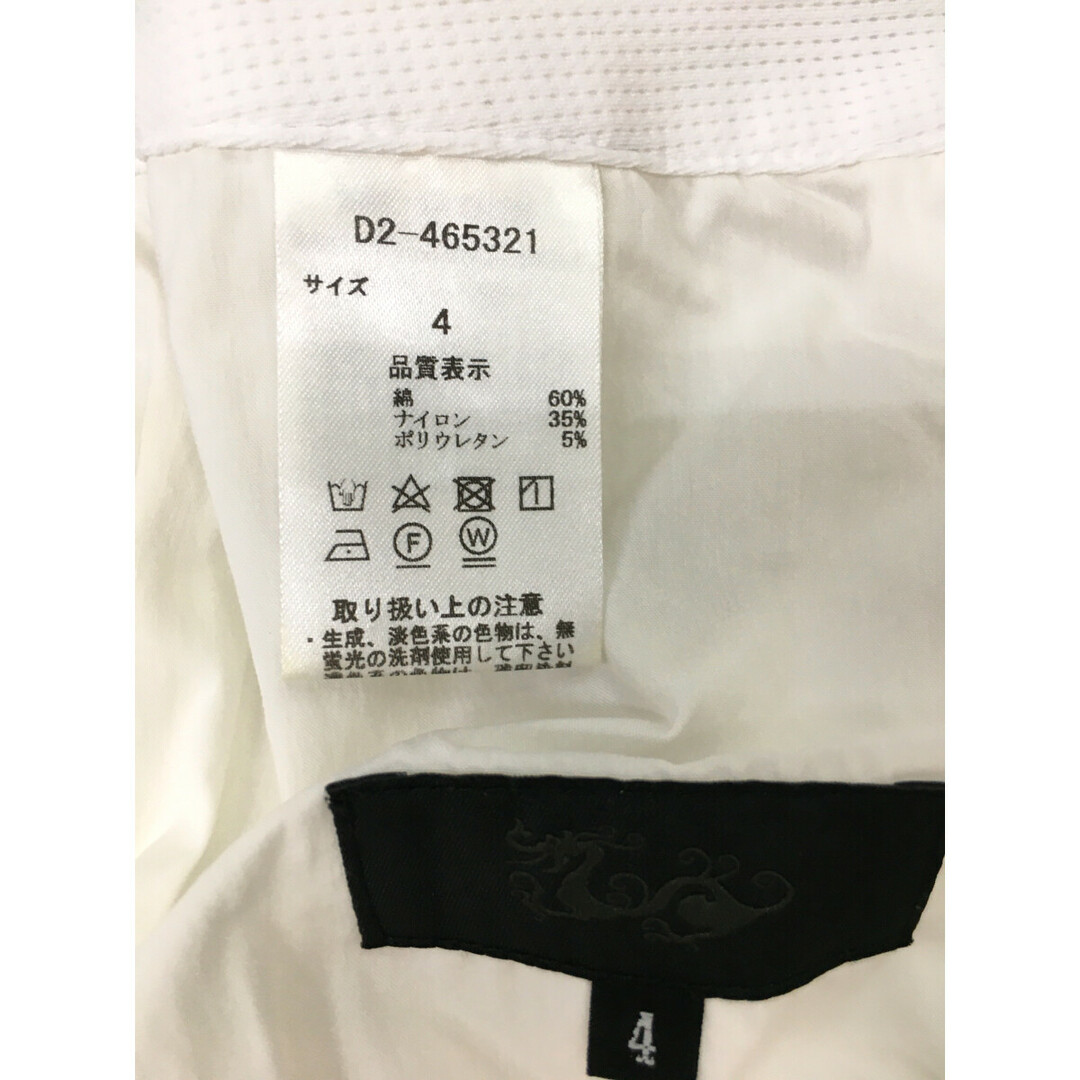 D2-465321
サイズ
4
品質表示
綿 60%
ナイロン 35%
ポリウレタン 5%
F W
取り扱い上の注意
・生成、淡色系の色物は、無
蛍光の洗剤使用して下さい
4